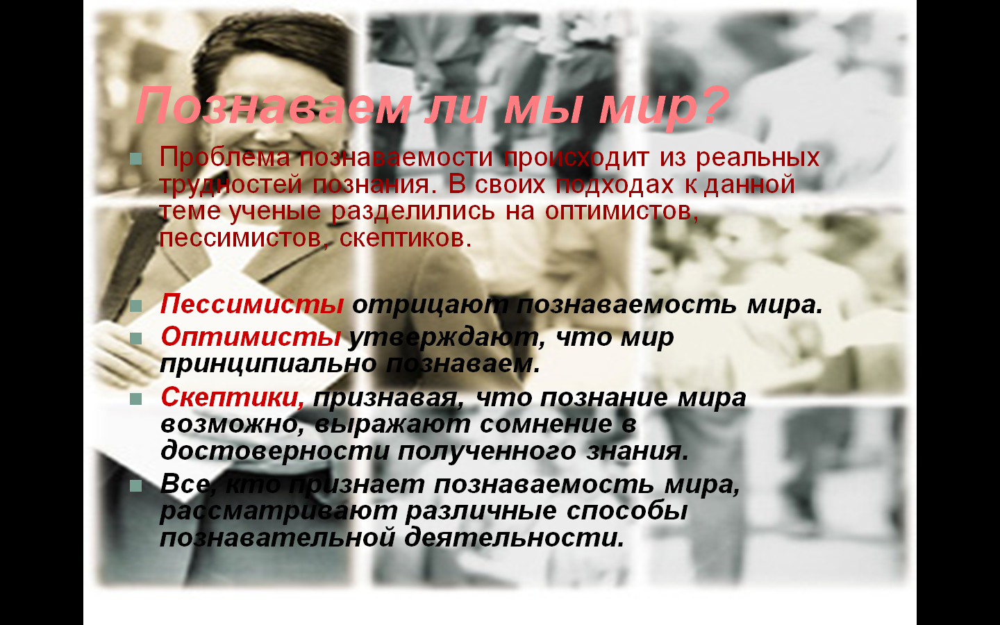 Познаваем ли мы мир?
Проблема познаваемости происходит из реальных
трудностей познания. В своих подходах к данной
теме ученые разделились на оптимистов,
пессимистов, скептиков.
Пессимисты отрицают познаваемость мира.
Оптимисты утверждают, что мир
принципиально познаваем.
Скептики, признавая, что познание мира
возможно, выражают сомнение в
достоверности полученного знания.
Все, кто признает познаваемость мира,
рассматривают различные способы
познавательной деятельности.